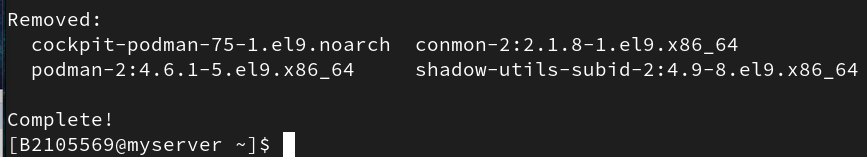 Removed:
  cockpit-podman-75-1.el9.noarch  conmon-2:2.1.8-1.el9.x86_64
  podman-2:4.6.1-5.el9.x86_64     shadow-utils-subid-2:4.9-8.el9.x86_64
Complete!
[B2105569@myserver ~]$